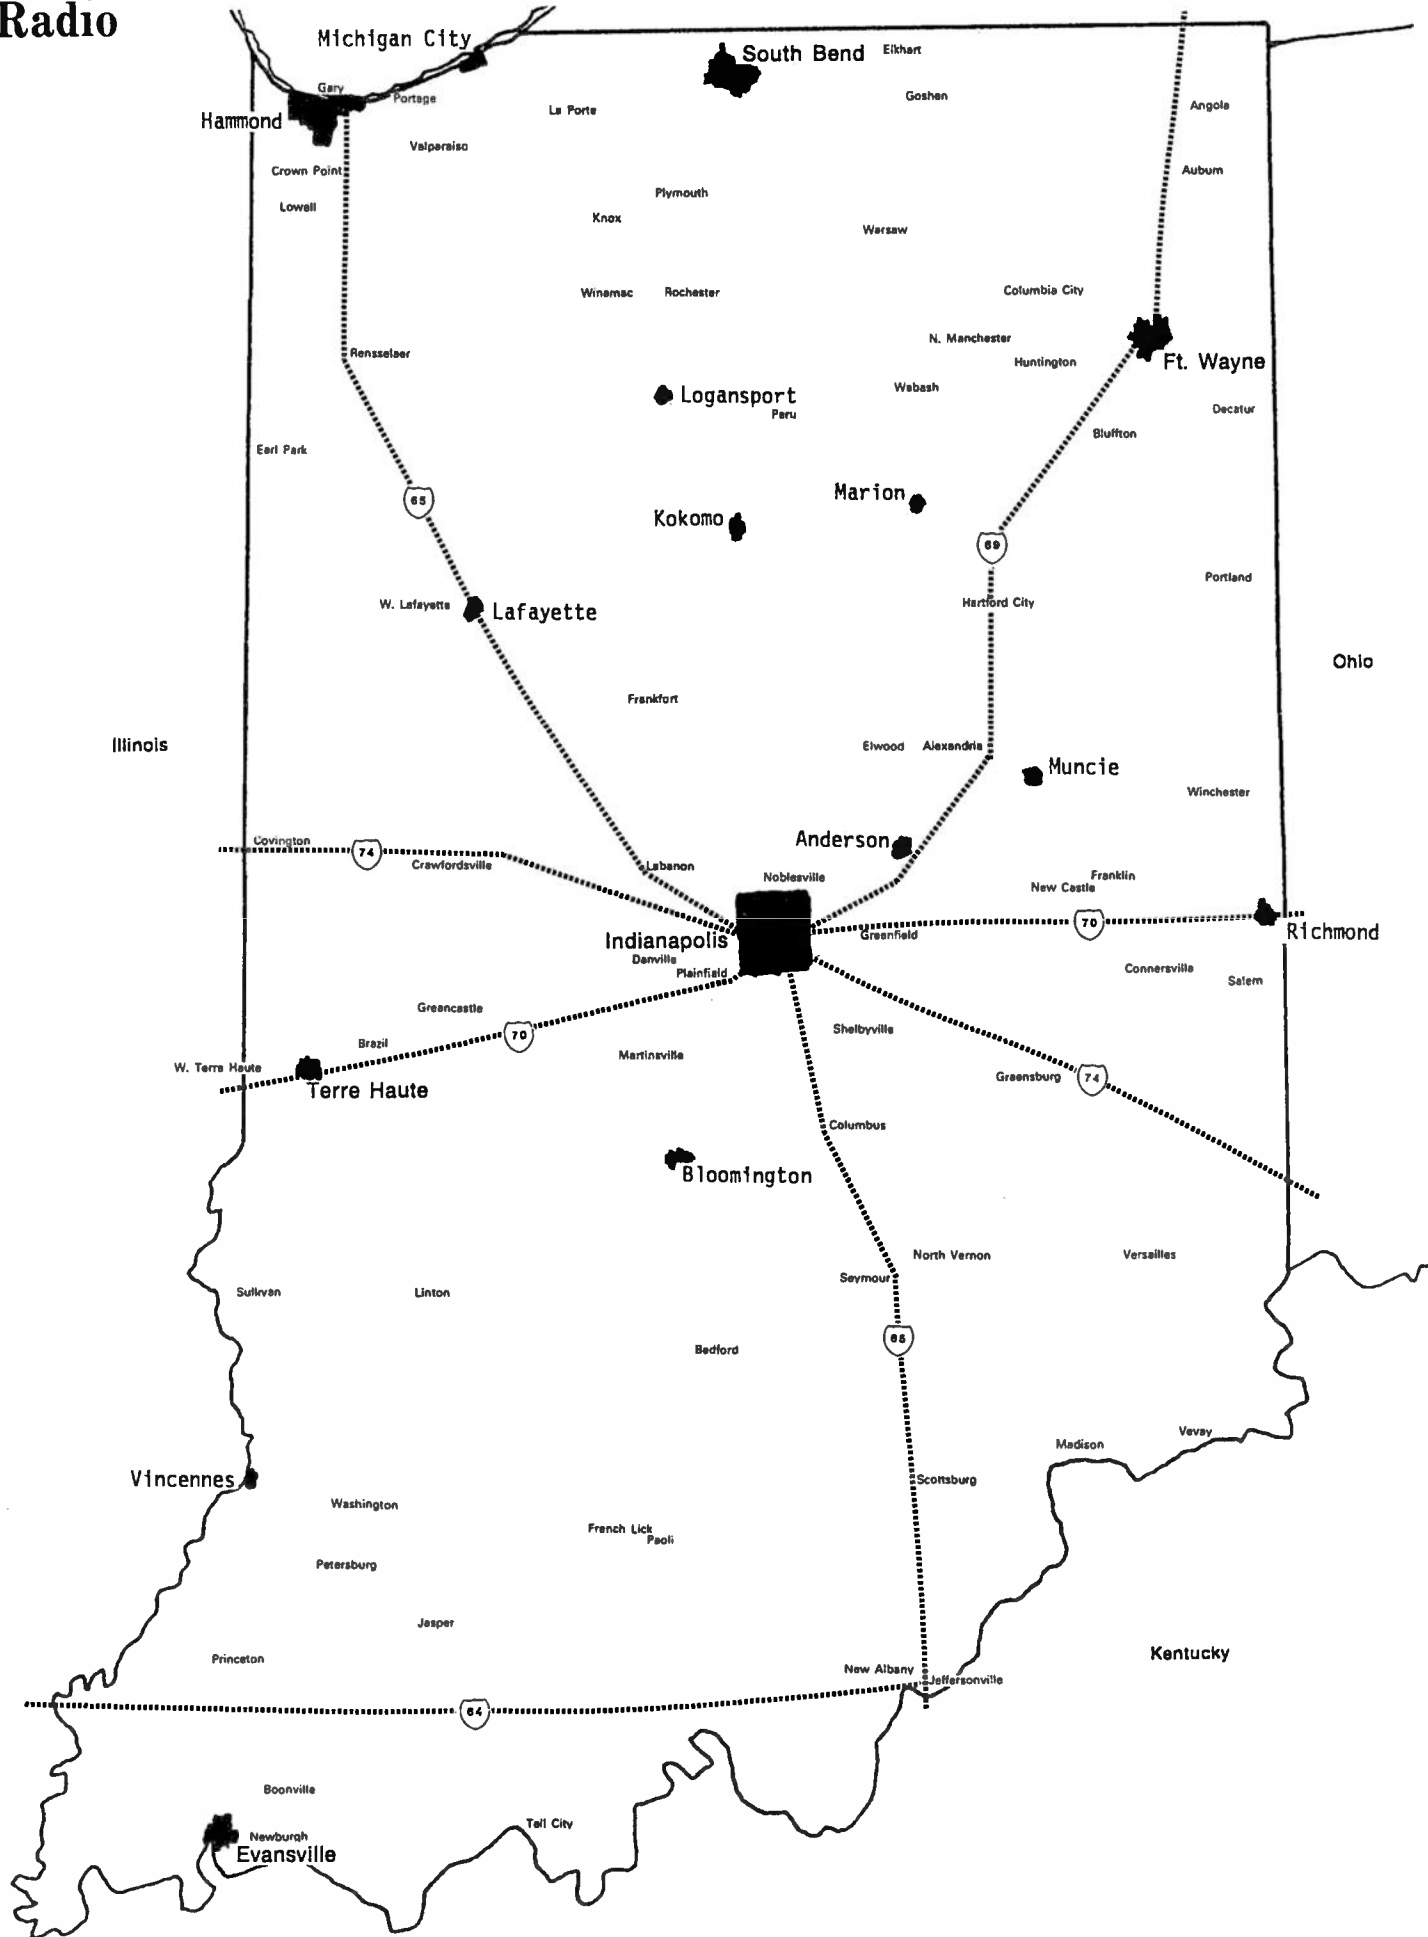 Radio
Michigan City
South Bend
Elkhart
Gary
Portage
La Porte
Goshen
Angola
Hammond
Valparaiso
Crown Point
Auburn
Lowell
Plymouth
Knox
Warsaw
Winamac
Rochester
Columbia City
N. Manchester
Rensselaer
Huntington
Ft. Wayne
Wabash
Logansport
Peru
Decatur
Bluffton
Earl Park
65
Marion
Kokomo
69
Portland
W. Lafayette
Lafayette
Hartford City
Ohio
Frankfort
Illinois
Elwood
Alexandria
Muncie
Winchester
Covington
74
Crawfordsville
Anderson
Lebanon
Noblesville
Franklin
New Castle
70
Richmond
Indianapolis
Greenfield
Danville
Plainfield
Connersville
Salem
Greencastle
70
Shelbyville
Brazil
Martinsville
W. Terre Haute
Terre Haute
Greensburg
74
Columbus
Bloomington
North Vernon
Versailles
Seymour
Sullivan
Linton
65
Bedford
Vevay
Madison
Vincennes
Scottsburg
Washington
French Lick
Paoli
Petersburg
Jasper
Princeton
Kentucky
New Albany
Jeffersonville
64
Boonville
Tell City
Newburgh
Evansville